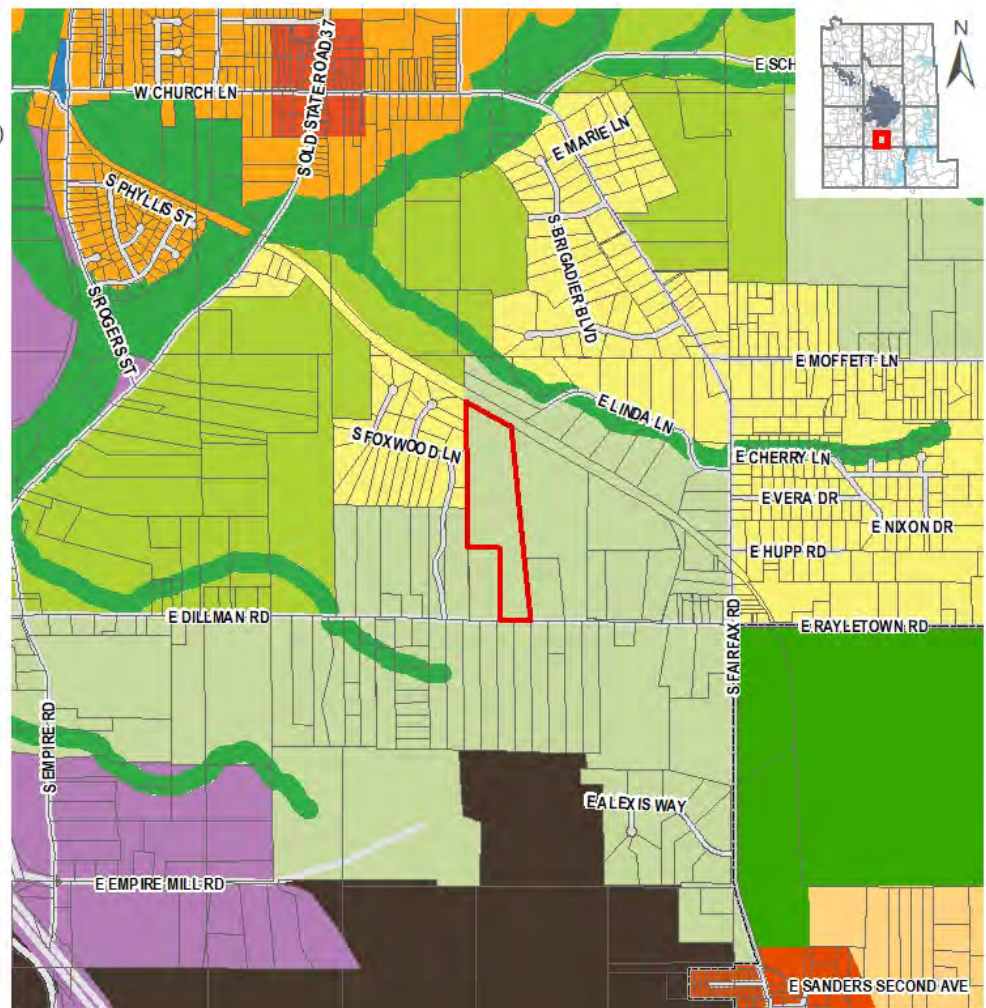 N
)
E SCH
W CHURCH LN
S OLD STATE ROAD 37
E MARIE LN
S PHYLLIS ST
S BRIGADIER BLVD
S ROGERS ST
E MOFFETT LN
E LINDA LN
S FOXWOOD LN
E CHERRY LN
E VERA DR
E NIXON DR
E HUPP RD
E DILLMAN RD
E RAYLETOWN RD
S FAIRFAX RD
S EMPIRE RD
E ALEXIS WAY
E EMPIRE MILL RD
E SANDERS SECOND AVE